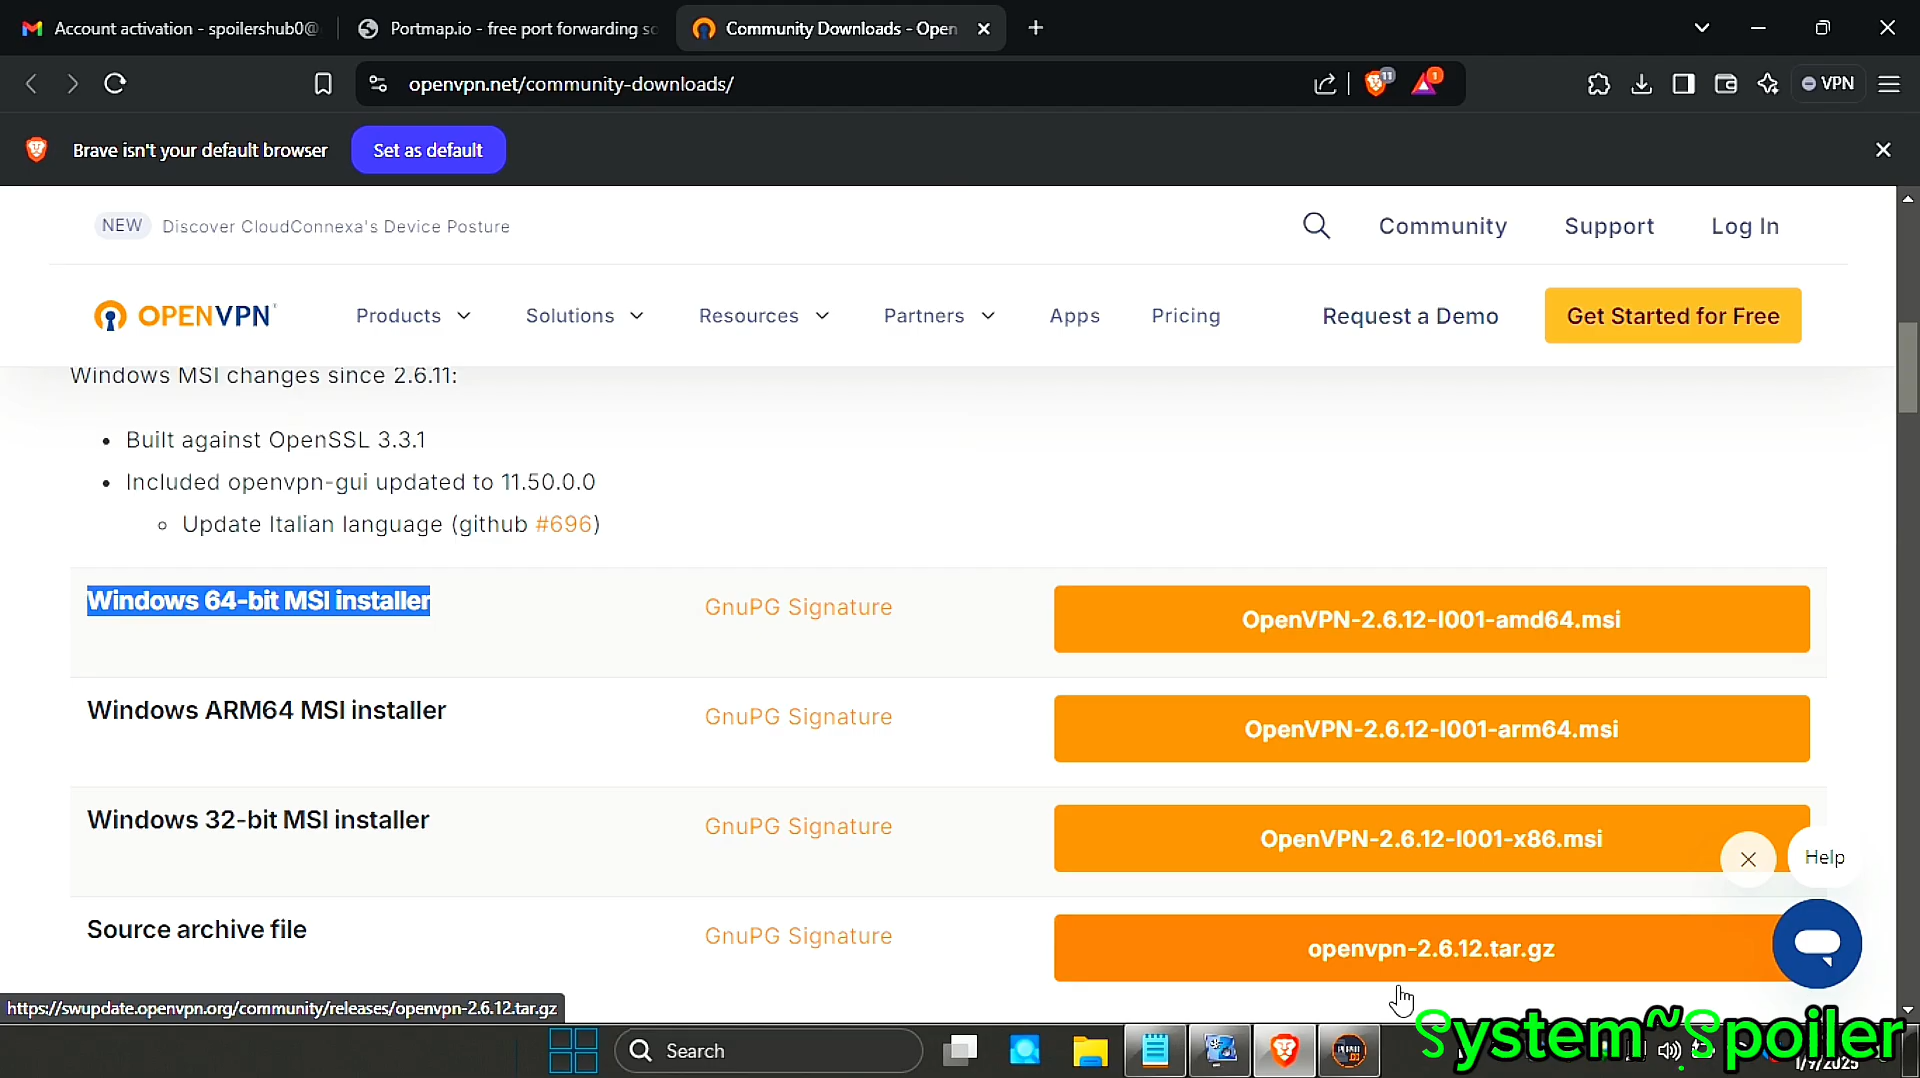 Account activation - spoilershub0@
Portmap.io - free port forwarding so
Community Downloads - Open
openvpn.net/community-downloads/
11
1
VPN
Brave isn't your default browser
Set as default
NEW Discover CloudConnexa's Device Posture
Community Support Log In
OPENVPN
Products Solutions Resources Partners Apps Pricing Request a Demo Get Started for Free
Windows MSI changes since 2.6.11:
Built against OpenSSL 3.3.1
Included openvpn-gui updated to 11.50.0.0
Update Italian language (github #696)
Windows 64-bit MSI installer GnuPG Signature OpenVPN-2.6.12-I001-amd64.msi
Windows ARM64 MSI installer GnuPG Signature OpenVPN-2.6.12-I001-arm64.msi
Windows 32-bit MSI installer GnuPG Signature OpenVPN-2.6.12-I001-x86.msi
Help
Source archive file GnuPG Signature openvpn-2.6.12.tar.gz
https://swupdate.openvpn.org/community/releases/openvpn-2.6.12.tar.gz
System~Spoiler
Search
1/9/2025